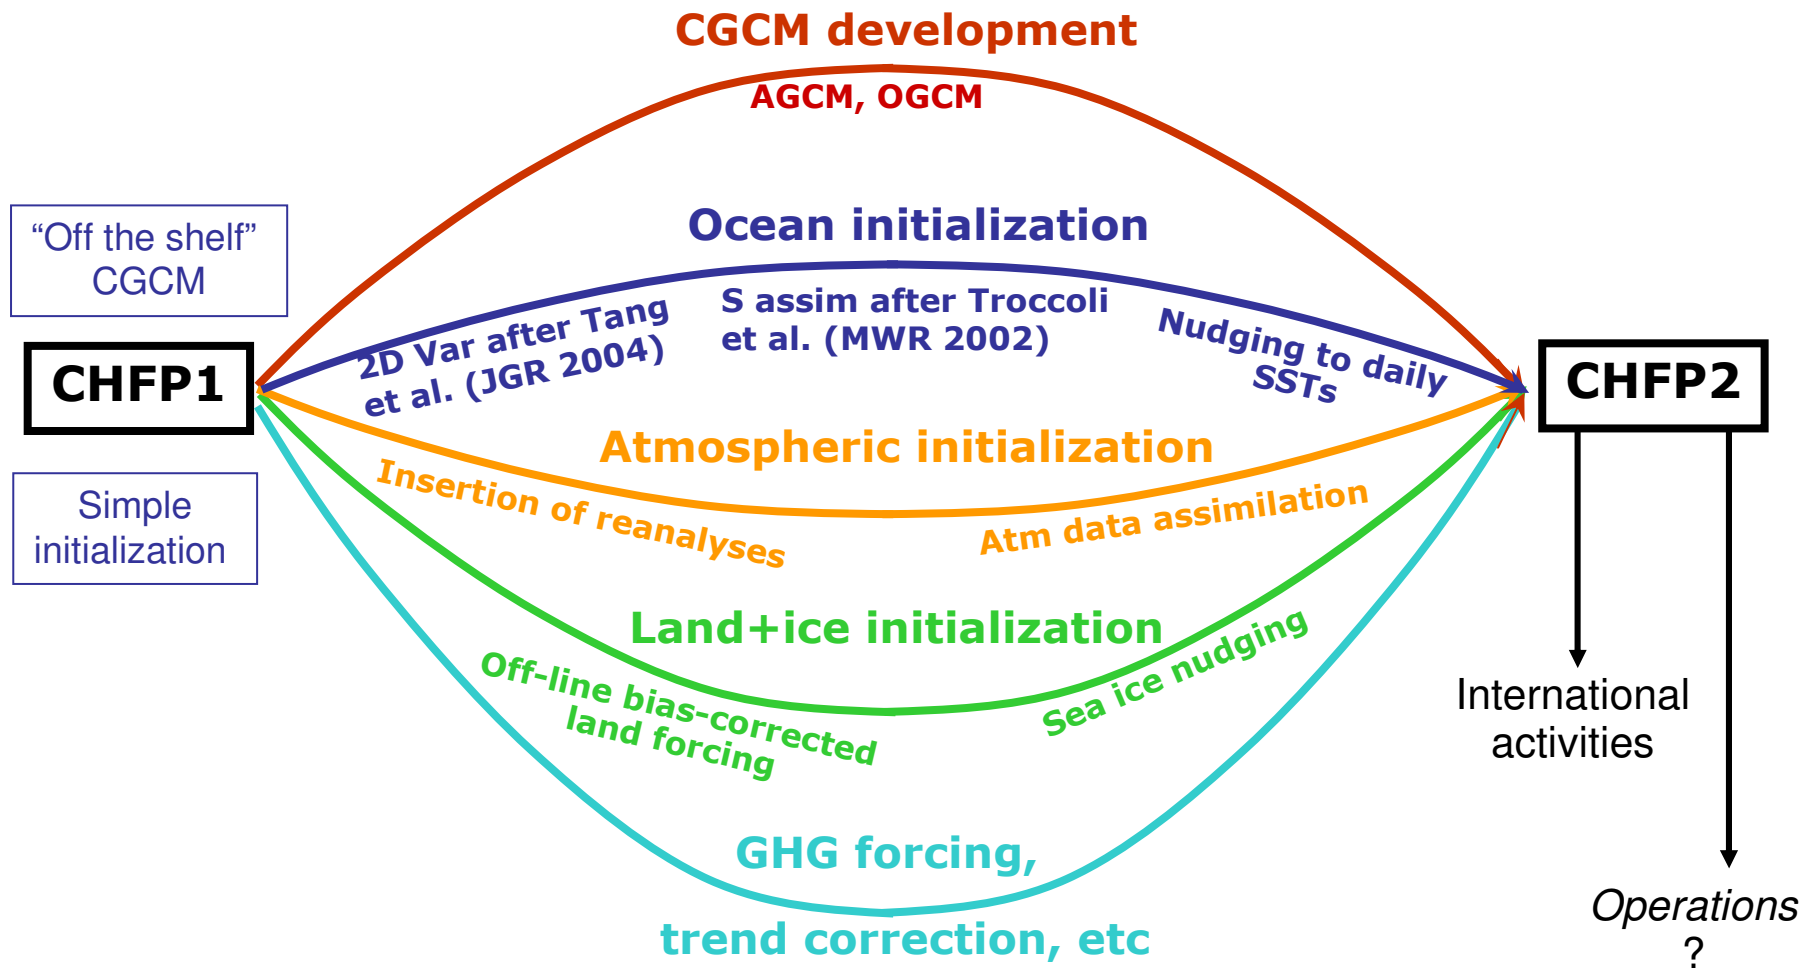 CGCM development
AGCM, OGCM
“Off the shelf”
CGCM
Ocean initialization
2D Var after Tang
et al. (JGR 2004)
S assim after Troccoli
et al. (MWR 2002)
Nudging to daily
SSTs
CHFP1
CHFP2
Simple
initialization
Atmospheric initialization
Insertion of reanalyses
Atm data assimilation
Land+ice initialization
Off-line bias-corrected
land forcing
Sea ice nudging
International
activities
GHG forcing,
trend correction, etc
Operations
?